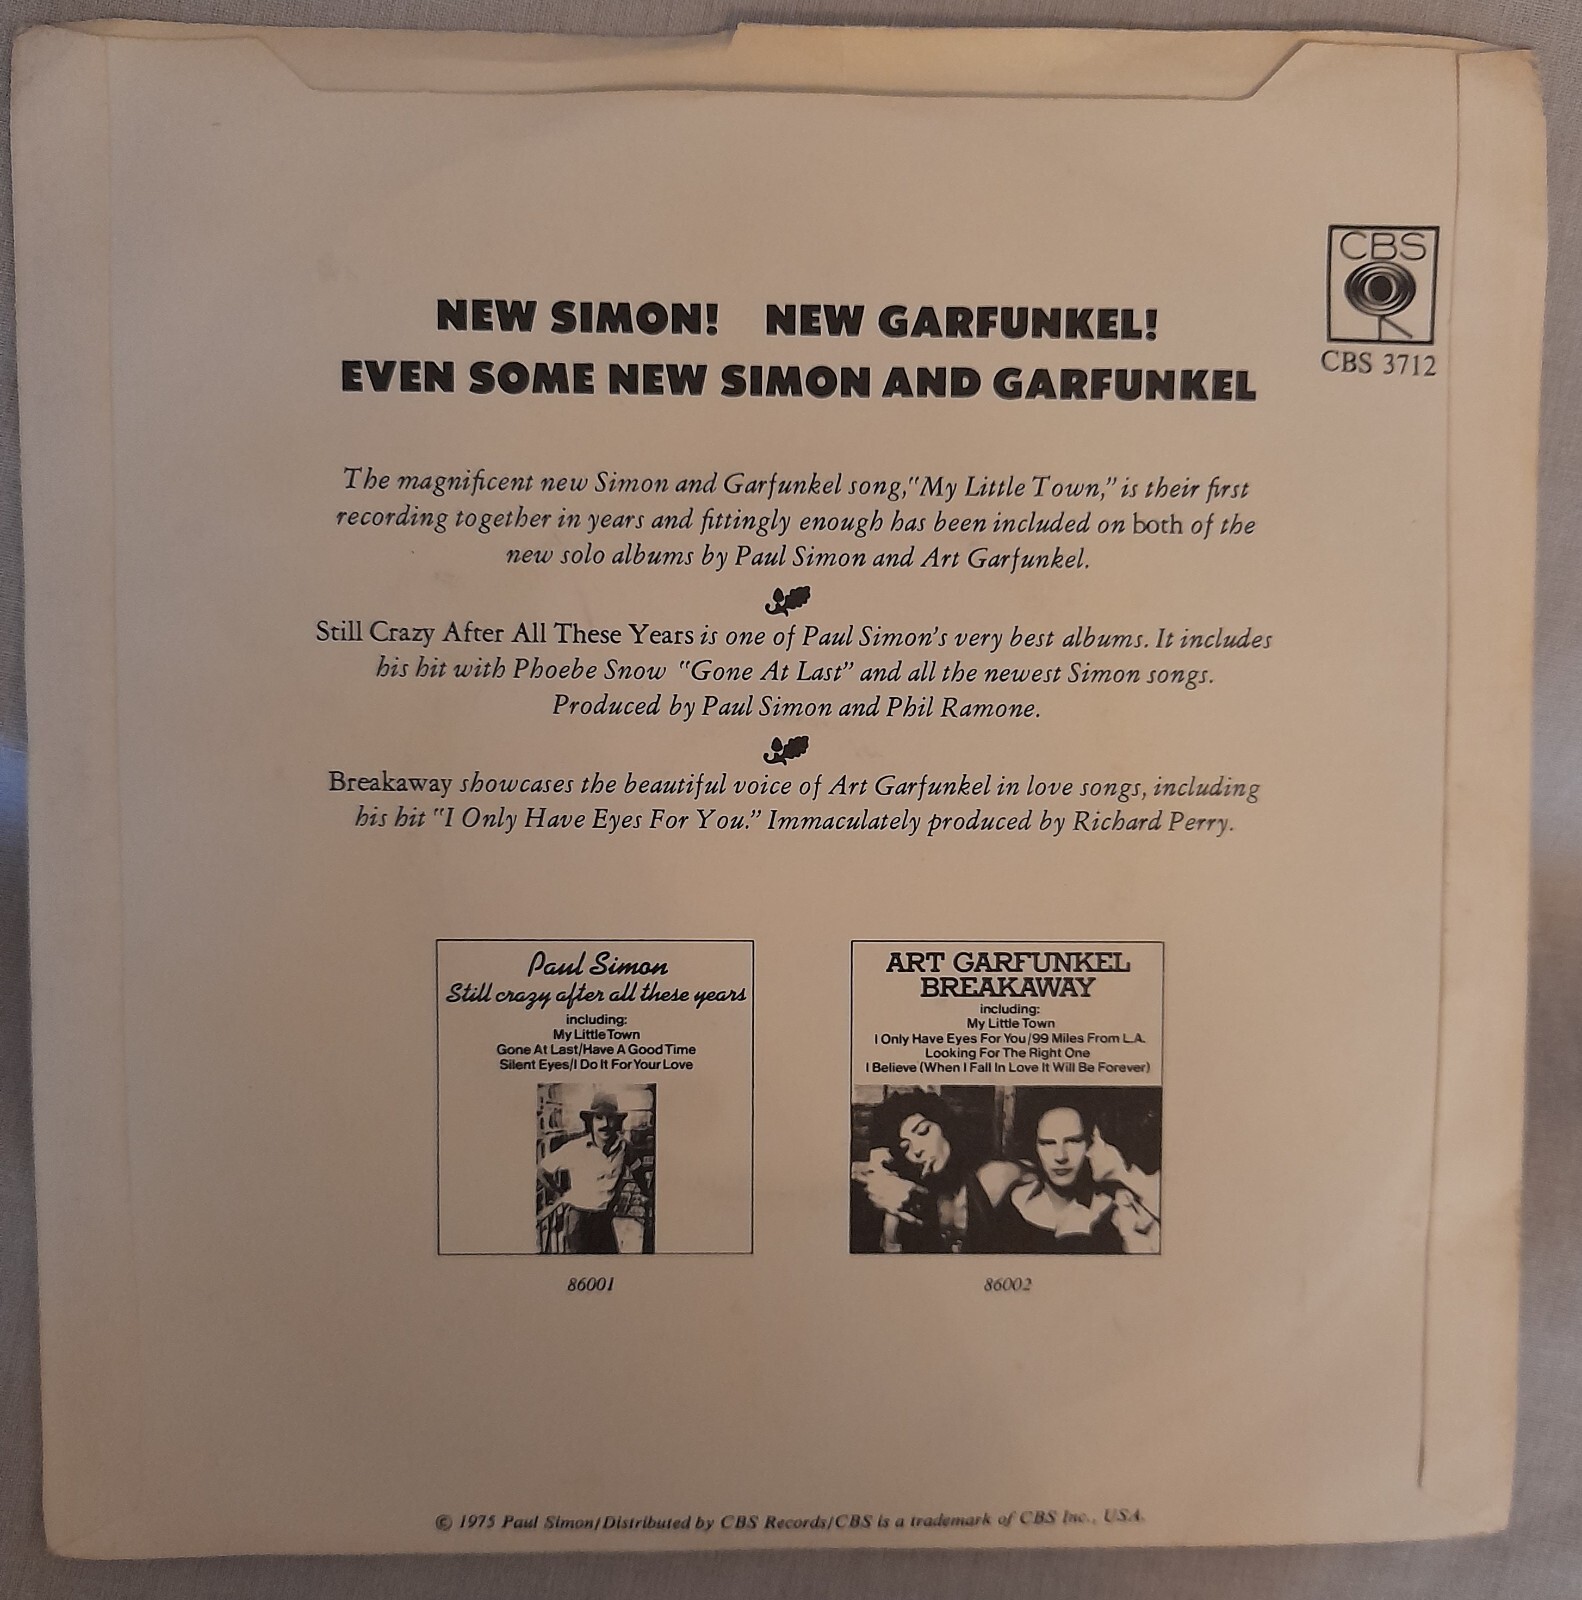 CBS
CBS 3712
NEW SIMON! NEW GARFUNKEL!
EVEN SOME NEW SIMON AND GARFUNKEL
The magnificent new Simon and Garfunkel song,"My Little Town," is their first
recording together in years and fittingly enough has been included on both of the
new solo albums by Paul Simon and Art Garfunkel.
Still Crazy After All These Years is one of Paul Simon's very best albums. It includes
his hit with Phoebe Snow "Gone At Last" and all the newest Simon songs.
Produced by Paul Simon and Phil Ramone.
Breakaway showcases the beautiful voice of Art Garfunkel in love songs, including
his hit "I Only Have Eyes For You." Immaculately produced by Richard Perry.
Paul Simon
Still crazy after all these years
including:
My Little Town
Gone At Last/Have A Good Time
Silent Eyes/I Do It For Your Love
86001
ART GARFUNKEL
BREAKAWAY
including:
My Little Town
I Only Have Eyes For You/99 Miles From L.A.
Looking For The Right One
I Believe (When I Fall In Love It Will Be Forever)
86002
© 1975 Paul Simon/Distributed by CBS Records/CBS is a trademark of CBS Inc., USA.